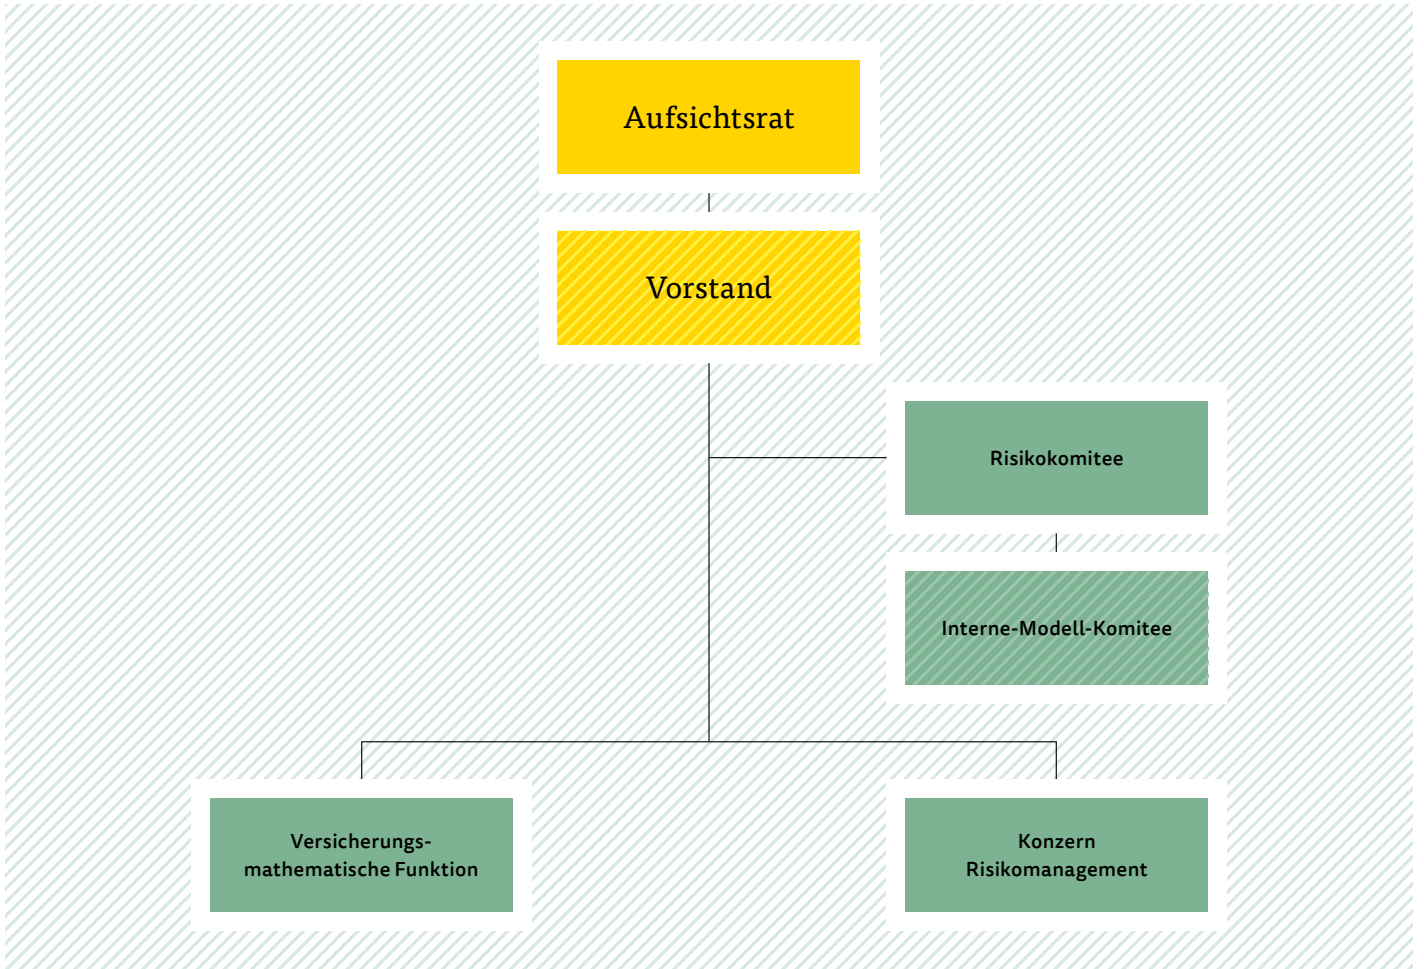 Aufsichtsrat
Vorstand
Risikokomitee
Interne-Modell-Komitee
Versicherungs-
mathematische Funktion
Konzern
Risikomanagement